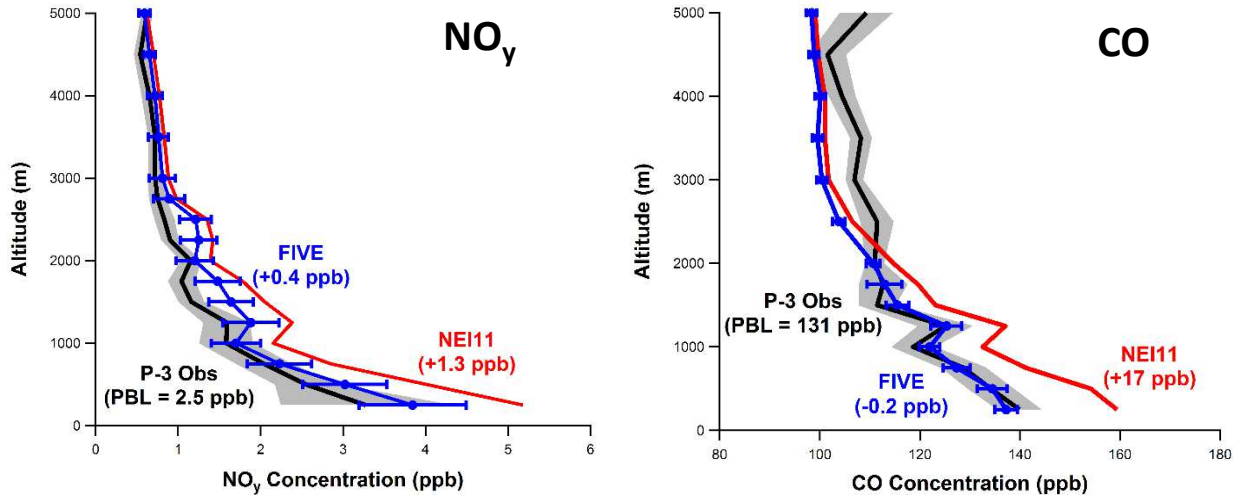 NOy
5000
4000
3000
2000
1000
0
Altitude (m)
FIVE
(+0.4 ppb)
NEI11
(+1.3 ppb)
P-3 Obs
(PBL = 2.5 ppb)
0 1 2 3 4 5 6
NOy Concentration (ppb)
CO
5000
4000
3000
2000
1000
0
Altitude (m)
P-3 Obs
(PBL = 131 ppb)
NEI11
(+17 ppb)
FIVE
(-0.2 ppb)
80 100 120 140 160 180
CO Concentration (ppb)